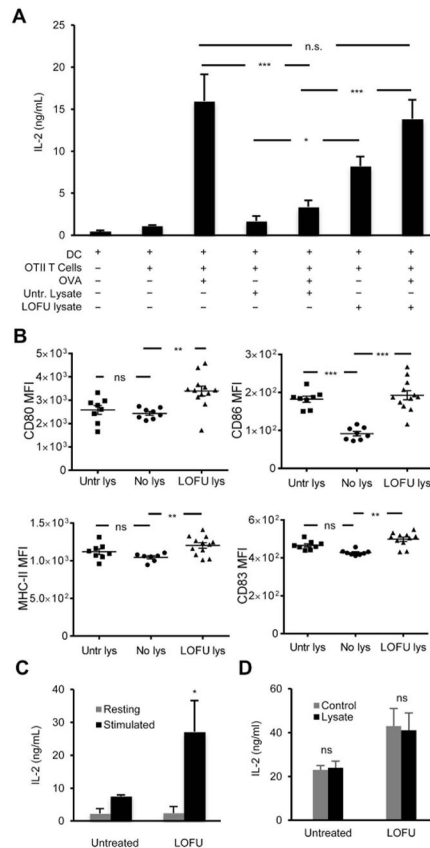 A
n.s.
***
***
*
20
15
10
5
0
IL-2 (ng/mL)
DC + + + + + + +
OTII T Cells – + + + + + +
OVA – – + – + – +
Untr. Lysate – – – + + – –
LOFU lysate – – – – – + +
B
ns
**
5×10³
4×10³
3×10³
2×10³
1×10³
0
CD80 MFI
Untr lys No lys LOFU lys
***
***
3×10²
2×10²
1×10²
0
CD86 MFI
Untr lys No lys LOFU lys
ns
**
1.5×10³
1.0×10³
5.0×10²
0
MHC-II MFI
Untr lys No lys LOFU lys
ns
**
6×10²
4×10²
2×10²
0
CD83 MFI
Untr lys No lys LOFU lys
C
40
30
20
10
0
IL-2 (ng/mL)
Resting
Stimulated
*
Untreated LOFU
D
60
40
20
0
IL-2 (ng/ml)
Control
Lysate
ns
ns
Untreated LOFU